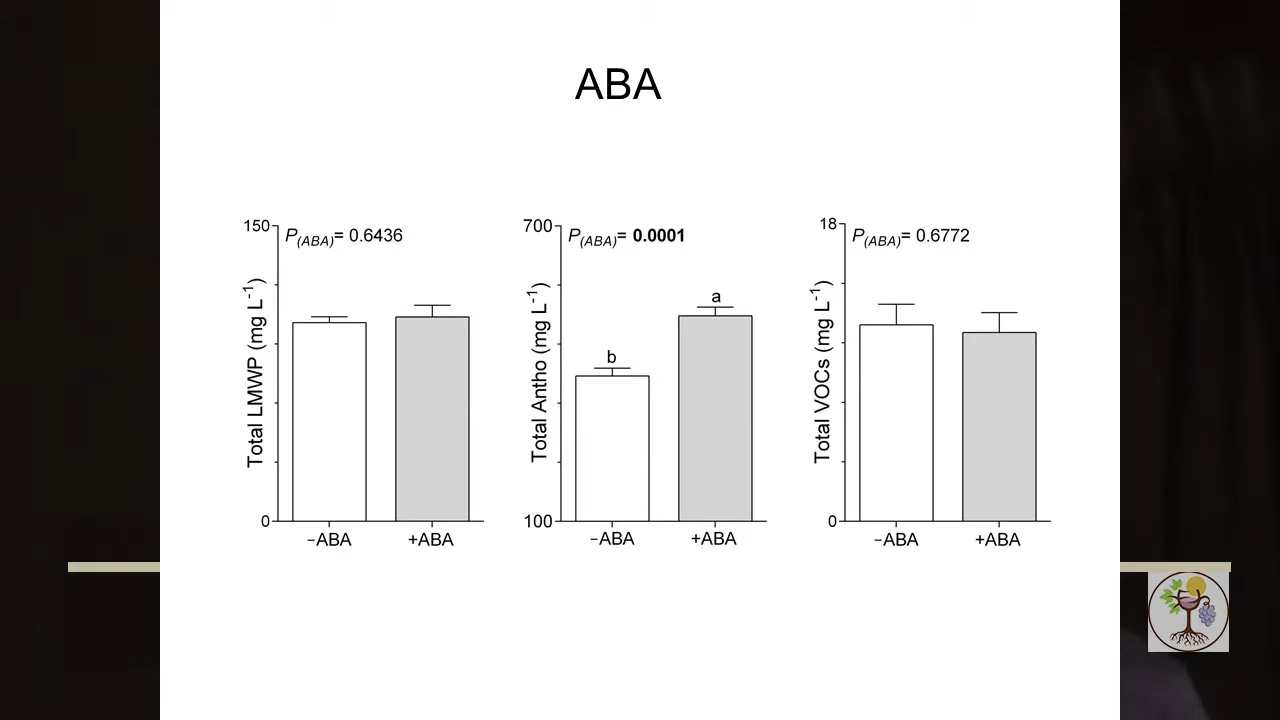 ABA
150
P(ABA)= 0.6436
Total LMWP (mg L-1)
0
−ABA
+ABA
700
P(ABA)= 0.0001
Total Antho (mg L-1)
b
a
100
−ABA
+ABA
18
P(ABA)= 0.6772
Total VOCs (mg L-1)
0
−ABA
+ABA